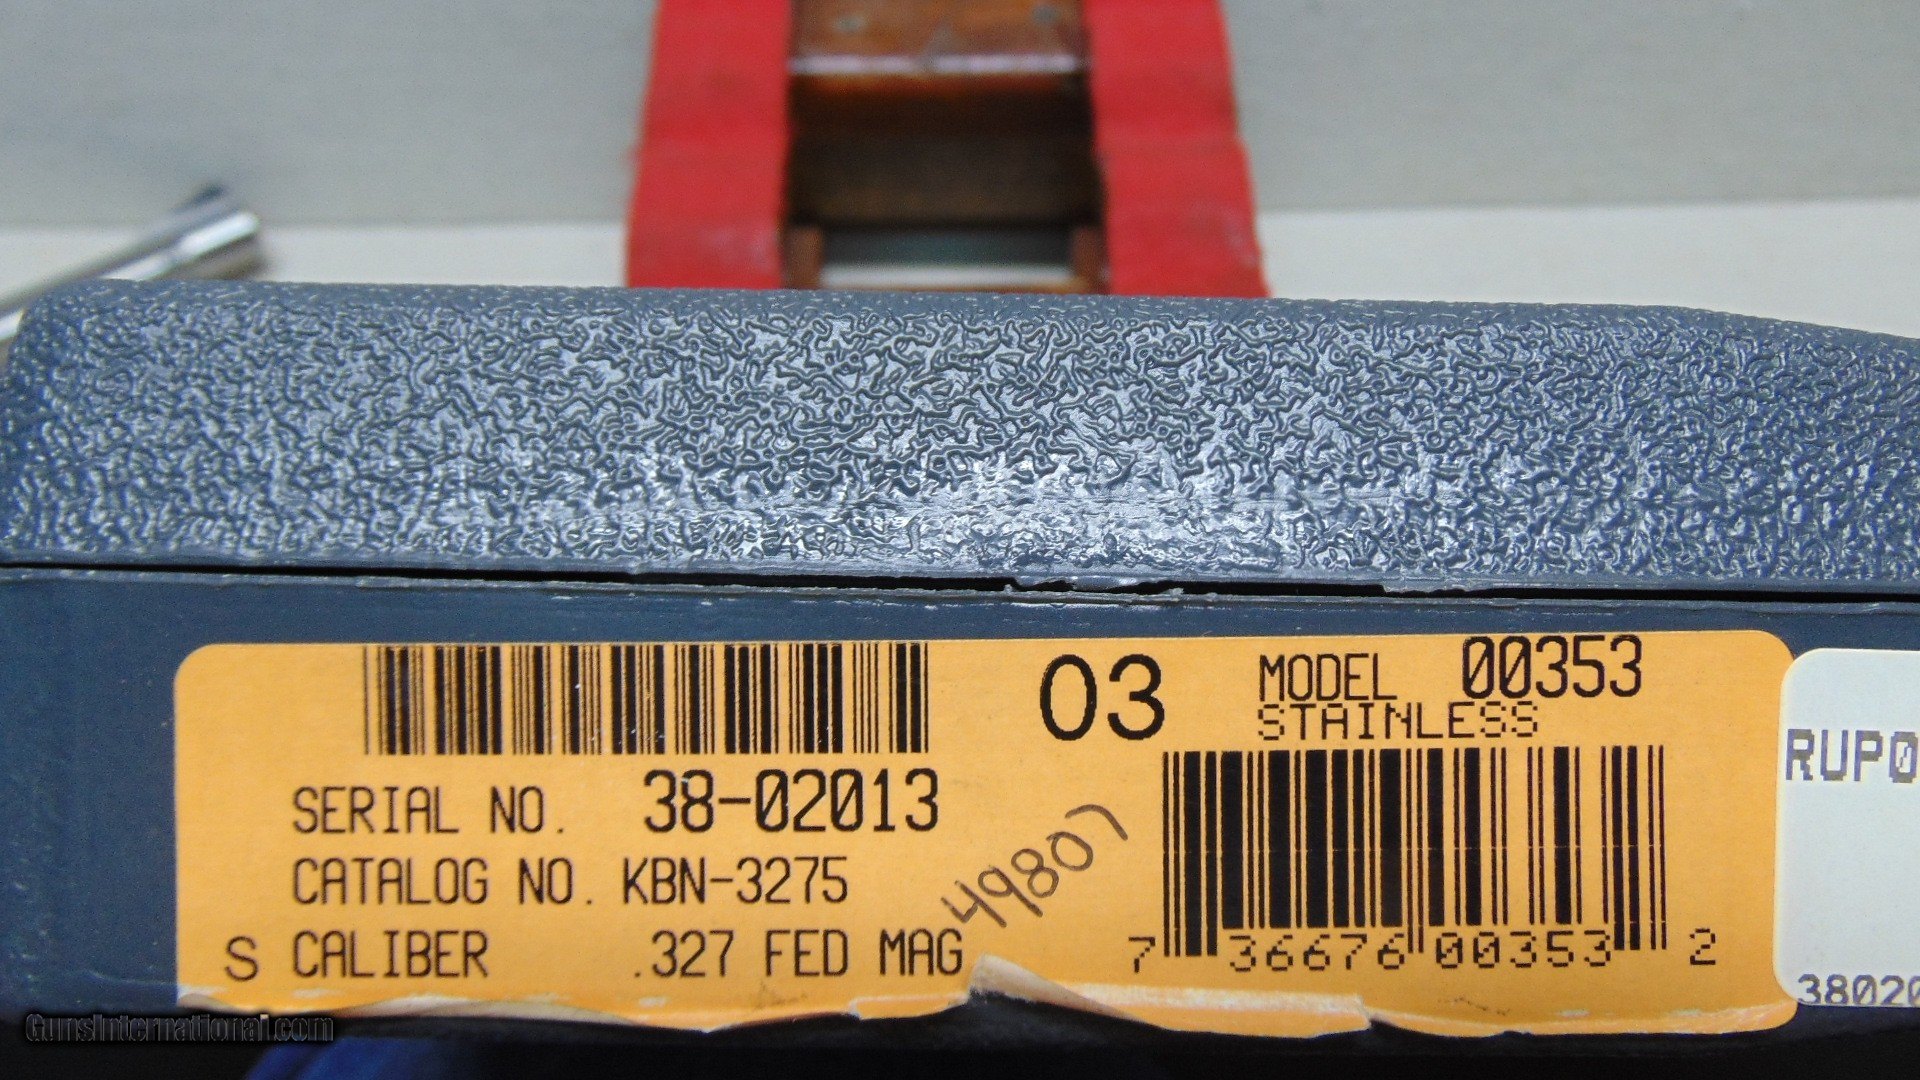 03
MODEL 00353
STAINLESS
SERIAL NO. 38-02013
CATALOG NO. KBN-3275
S CALIBER .327 FED MAG
49807
7 36676 00353 2
RUP0
38020
GunsInternational.com